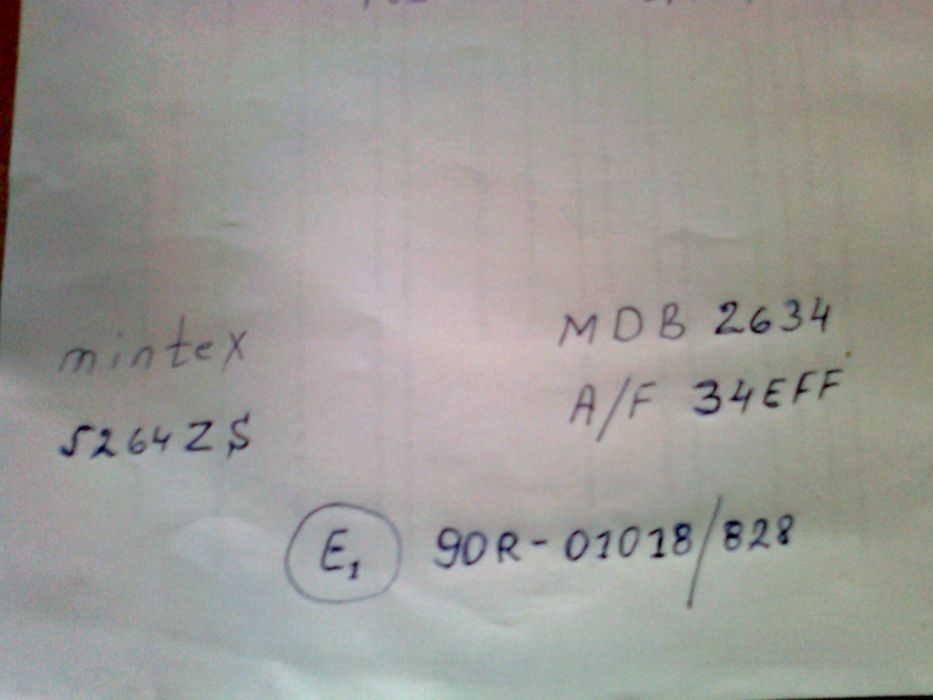 mintex MDB 2634
5264ZS A/F 34EFF
E1 90R-01018/828